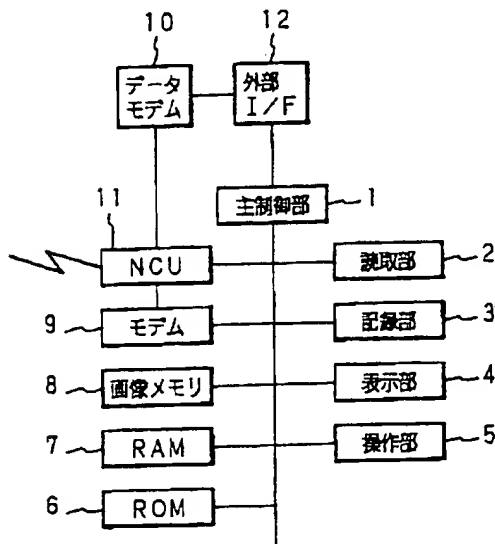 10
12
データ
モデム
外部
I/F
主制御部
1
11
NCU
読取部
2
9
モデム
記録部
3
8
画像メモリ
表示部
4
7
RAM
操作部
5
6
ROM